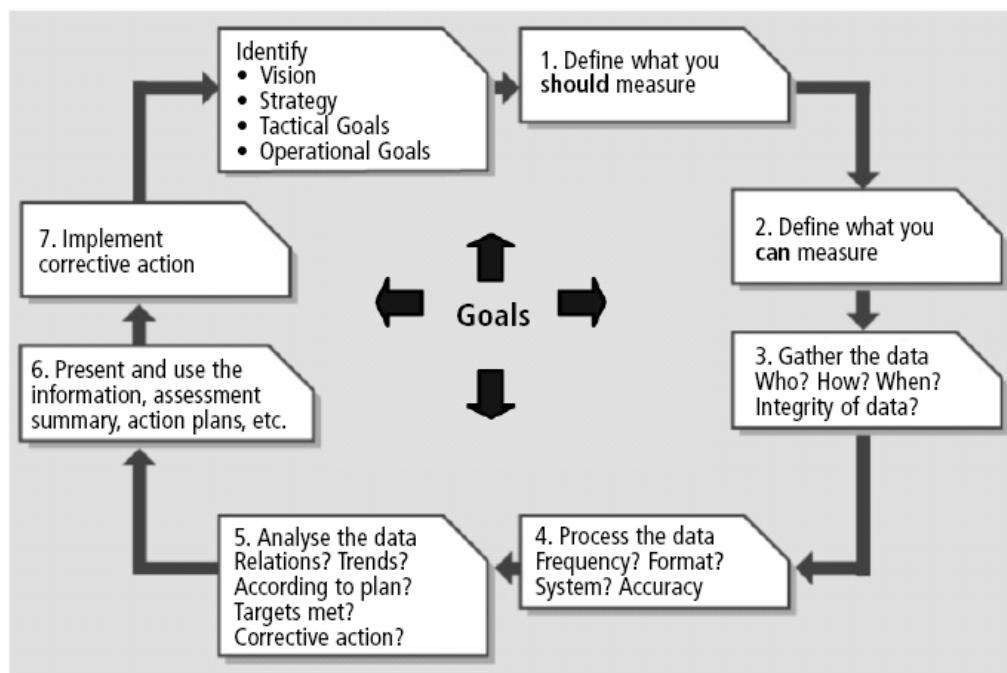 Identify
• Vision
• Strategy
• Tactical Goals
• Operational Goals
1. Define what you
should measure
2. Define what you
can measure
3. Gather the data
Who? How? When?
Integrity of data?
4. Process the data
Frequency? Format?
System? Accuracy
5. Analyse the data
Relations? Trends?
According to plan?
Targets met?
Corrective action?
6. Present and use the
information, assessment
summary, action plans, etc.
7. Implement
corrective action
Goals